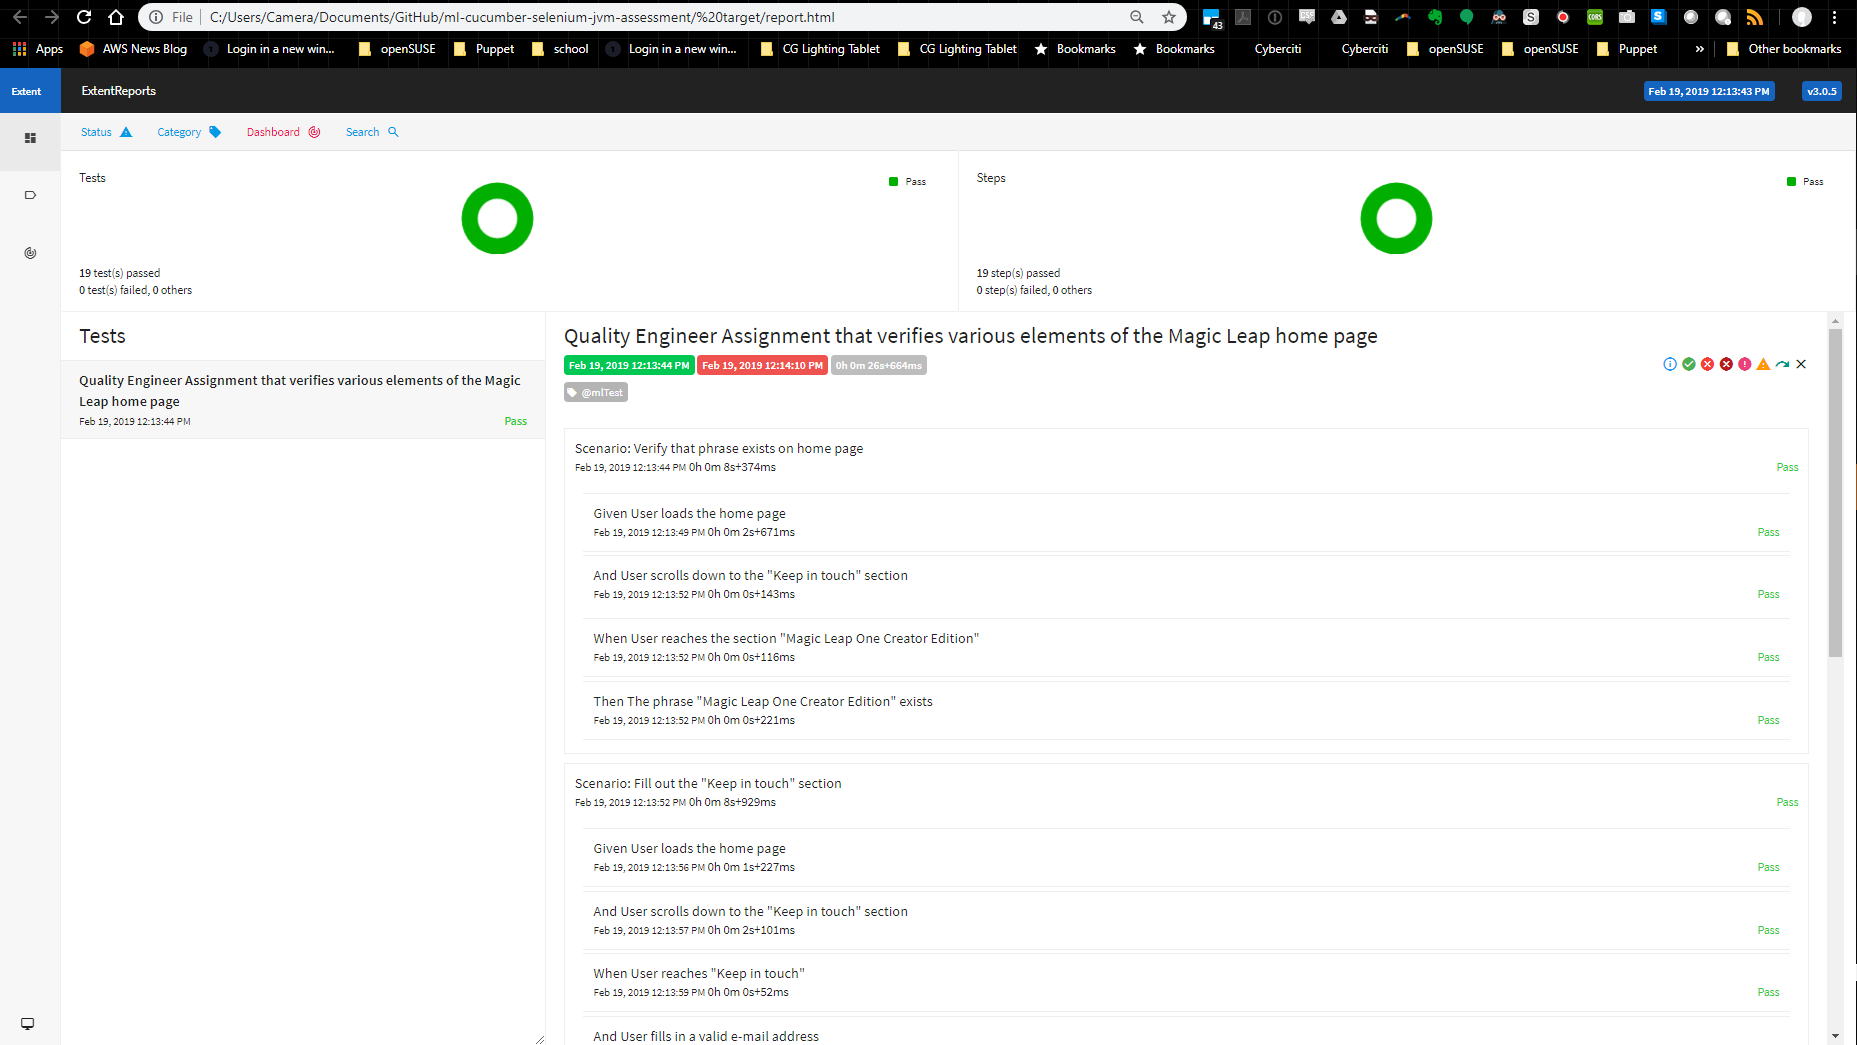 File C:/Users/Camera/Documents/GitHub/ml-cucumber-selenium-jvm-assessment/%20target/report.html
43
CORS
Apps AWS News Blog Login in a new win... openSUSE Puppet school Login in a new win... CG Lighting Tablet CG Lighting Tablet Bookmarks Bookmarks Cyberciti Cyberciti openSUSE openSUSE Puppet » Other bookmarks
Extent ExtentReports Feb 19, 2019 12:13:43 PM v3.0.5
Status Category Dashboard Search
Tests
Pass
19 test(s) passed
0 test(s) failed, 0 others
Steps
Pass
19 step(s) passed
0 step(s) failed, 0 others
Tests
Quality Engineer Assignment that verifies various elements of the Magic
Leap home page
Feb 19, 2019 12:13:44 PM Pass
Quality Engineer Assignment that verifies various elements of the Magic Leap home page
Feb 19, 2019 12:13:44 PM Feb 19, 2019 12:14:10 PM 0h 0m 26s+664ms
@mlTest
Scenario: Verify that phrase exists on home page
Feb 19, 2019 12:13:44 PM 0h 0m 8s+374ms Pass
Given User loads the home page
Feb 19, 2019 12:13:49 PM 0h 0m 2s+671ms Pass
And User scrolls down to the "Keep in touch" section
Feb 19, 2019 12:13:52 PM 0h 0m 0s+143ms Pass
When User reaches the section "Magic Leap One Creator Edition"
Feb 19, 2019 12:13:52 PM 0h 0m 0s+116ms Pass
Then The phrase "Magic Leap One Creator Edition" exists
Feb 19, 2019 12:13:52 PM 0h 0m 0s+221ms Pass
Scenario: Fill out the "Keep in touch" section
Feb 19, 2019 12:13:52 PM 0h 0m 8s+929ms Pass
Given User loads the home page
Feb 19, 2019 12:13:56 PM 0h 0m 1s+227ms Pass
And User scrolls down to the "Keep in touch" section
Feb 19, 2019 12:13:57 PM 0h 0m 2s+101ms Pass
When User reaches "Keep in touch"
Feb 19, 2019 12:13:59 PM 0h 0m 0s+52ms Pass
And User fills in a valid e-mail address